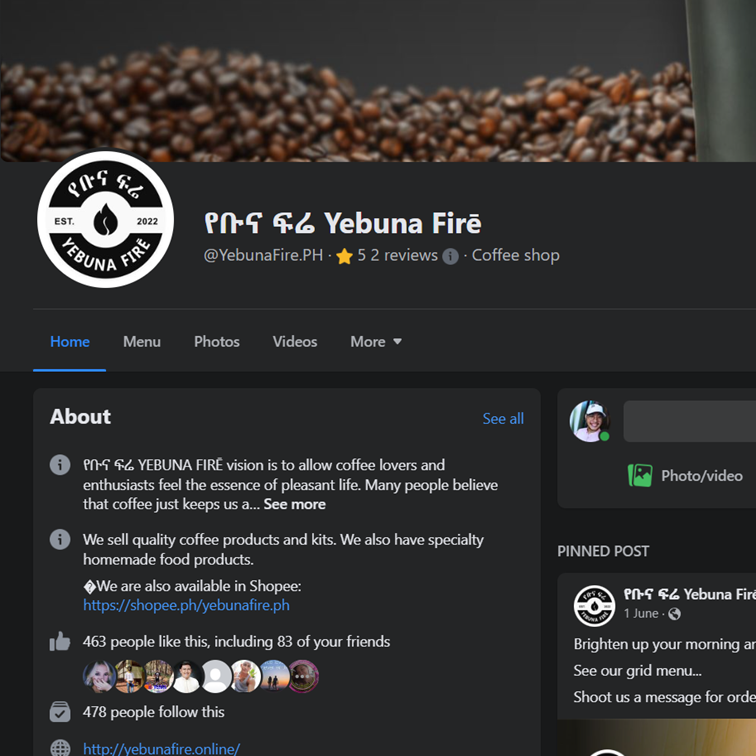 የቡና ፍሬ
EST. 2022
YEBUNA FIRĒ
የቡና ፍሬ Yebuna Firē
@YebunaFire.PH · 5 2 reviews · Coffee shop
Home Menu Photos Videos More
About
See all
የቡና ፍሬ YEBUNA FIRĒ vision is to allow coffee lovers and
enthusiasts feel the essence of pleasant life. Many people believe
that coffee just keeps us a... See more
We sell quality coffee products and kits. We also have specialty
homemade food products.
�We are also available in Shopee:
https://shopee.ph/yebunafire.ph
463 people like this, including 83 of your friends
478 people follow this
http://yebunafire.online/
Photo/video
PINNED POST
የቡና ፍሬ Yebuna Firē
1 June ·
Brighten up your morning an
See our grid menu...
Shoot us a message for orde